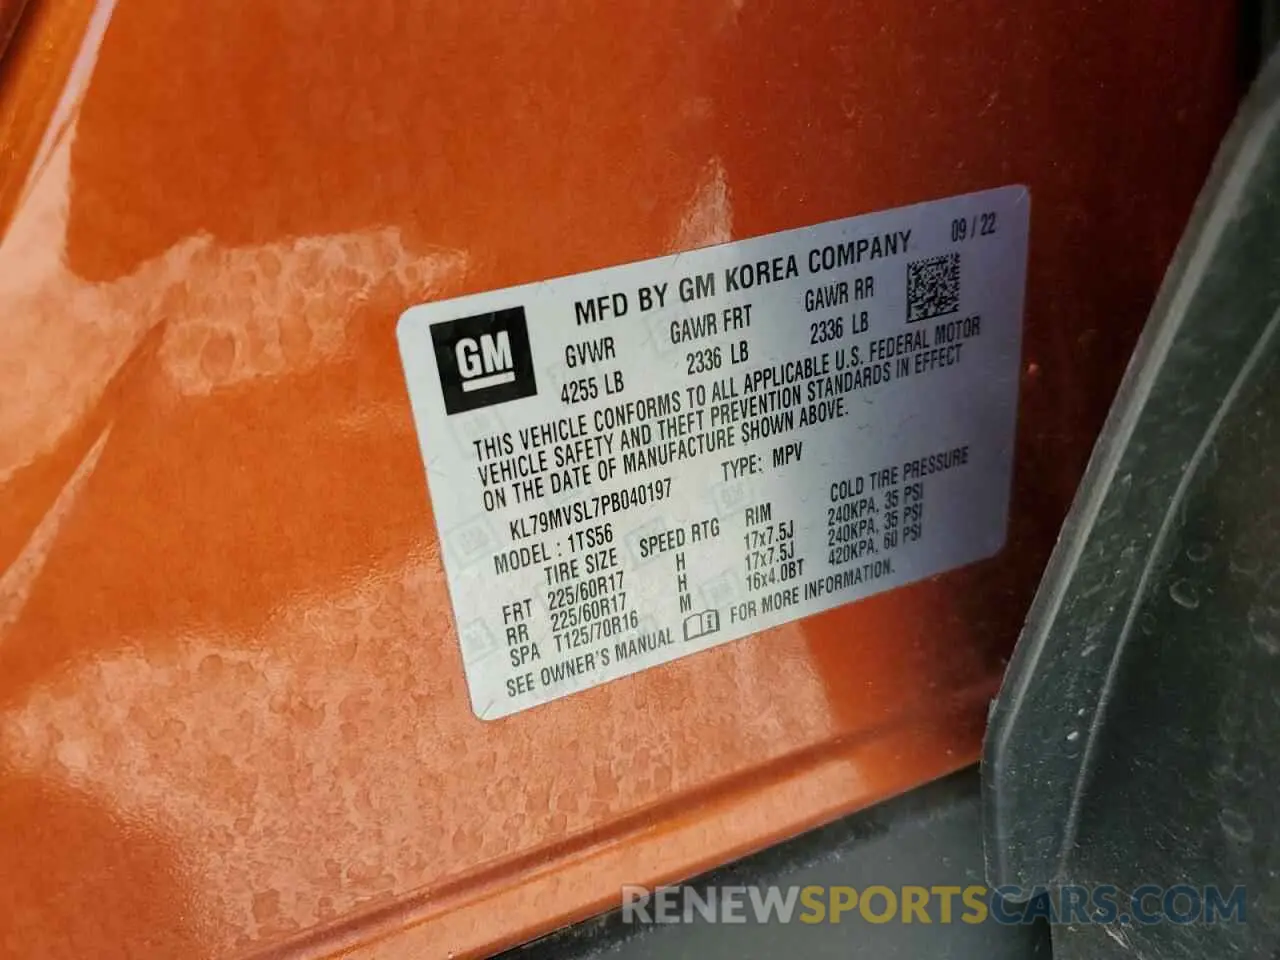 MFD BY GM KOREA COMPANY 09 / 22
GM
GVWR GAWR FRT GAWR RR
4255 LB 2336 LB 2336 LB
THIS VEHICLE CONFORMS TO ALL APPLICABLE U.S. FEDERAL MOTOR
VEHICLE SAFETY AND THEFT PREVENTION STANDARDS IN EFFECT
ON THE DATE OF MANUFACTURE SHOWN ABOVE.
KL79MVSL7PB040197 TYPE: MPV
MODEL : 1TS56
TIRE SIZE SPEED RTG RIM COLD TIRE PRESSURE
FRT 225/60R17 H 17x7.5J 240KPA, 35 PSI
RR 225/60R17 H 17x7.5J 240KPA, 35 PSI
SPA T125/70R16 M 16x4.0BT 420KPA, 60 PSI
SEE OWNER'S MANUAL FOR MORE INFORMATION.
RENEWSPORTSCARS.COM